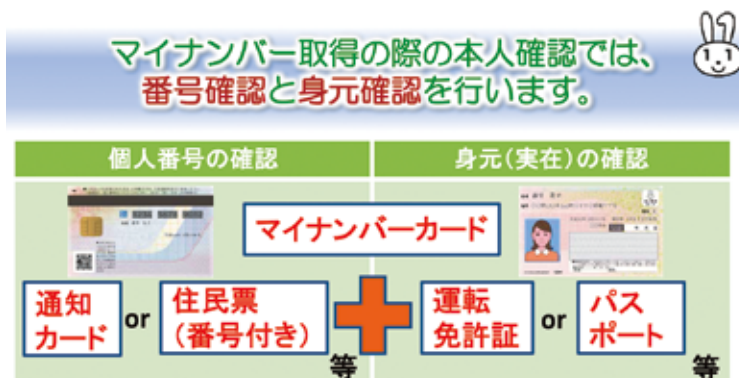 マイナンバー取得の際の本人確認では、
番号確認と身元確認を行います。
個人番号の確認
身元(実在)の確認
マイナンバーカード
通知
カード
or
住民票
(番号付き)
等
運転
免許証
or
パス
ポート
等